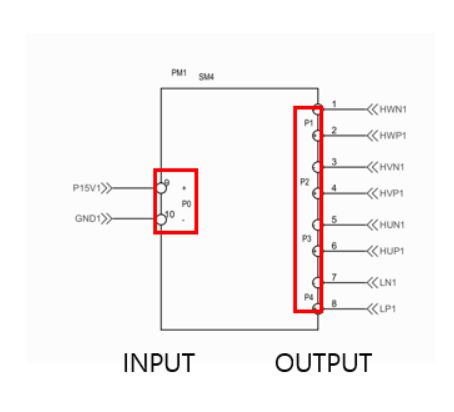 PM1 SM4
1 HWN1
P1
2 HWP1
3 HVN1
P2
P15V1 9 + 4 HVP1
P0
GND1 10 - 5 HUN1
P3
6 HUP1
7 LN1
P4
8 LP1
INPUT OUTPUT